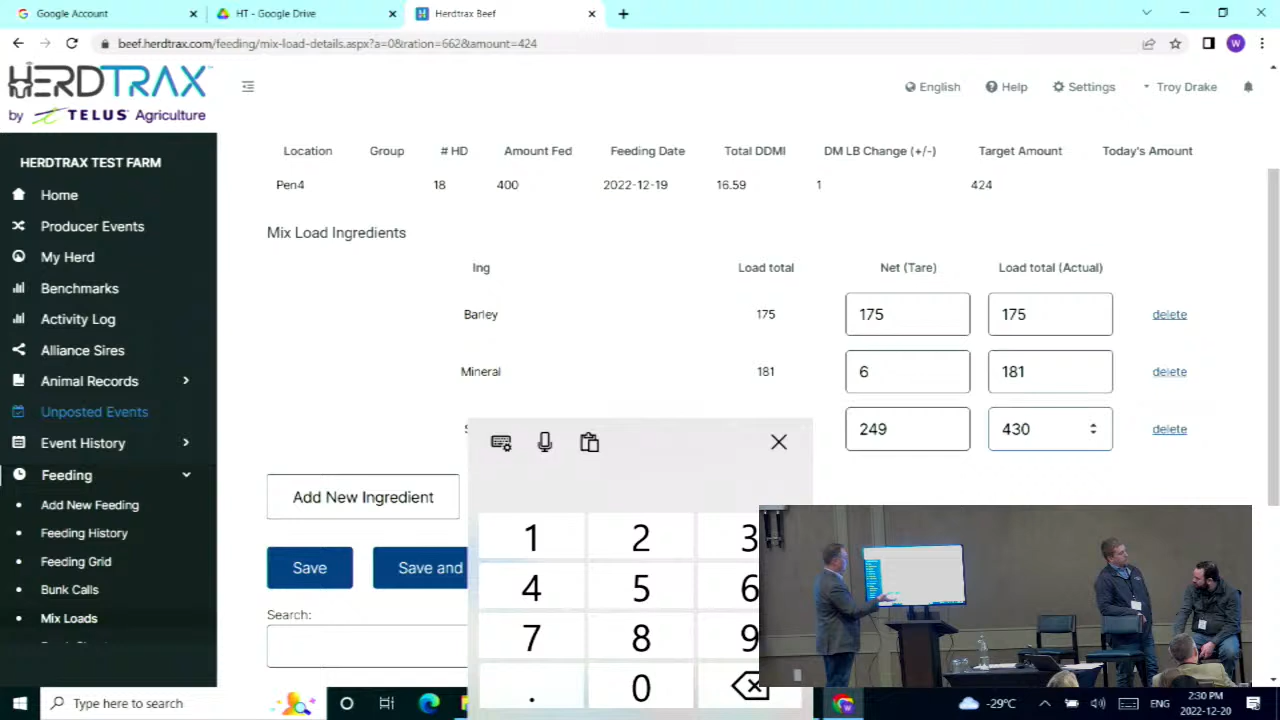 Google Account
HT - Google Drive
Herdtrax Beef
beef.herdtrax.com/feeding/mix-load-details.aspx?a=0&ration=662&amount=424
W
HERDTRAX™
by TELUS® Agriculture
English
Help
Settings
Troy Drake
HERDTRAX TEST FARM
Home
Producer Events
My Herd
Benchmarks
Activity Log
Alliance Sires
Animal Records
Unposted Events
Event History
Feeding
Add New Feeding
Feeding History
Feeding Grid
Bunk Calls
Mix Loads
Location Group # HD Amount Fed Feeding Date Total DDMI DM LB Change (+/-) Target Amount Today's Amount
Pen4 18 400 2022-12-19 16.59 1 424
Mix Load Ingredients
Ing Load total Net (Tare) Load total (Actual)
Barley 175 175 175 delete
Mineral 181 6 181 delete
249 430 delete
Add New Ingredient
Save
Save and
Search:
1 2 3
4 5 6
7 8 9
. 0
Type here to search
-29°C
ENG
2:30 PM
2022-12-20